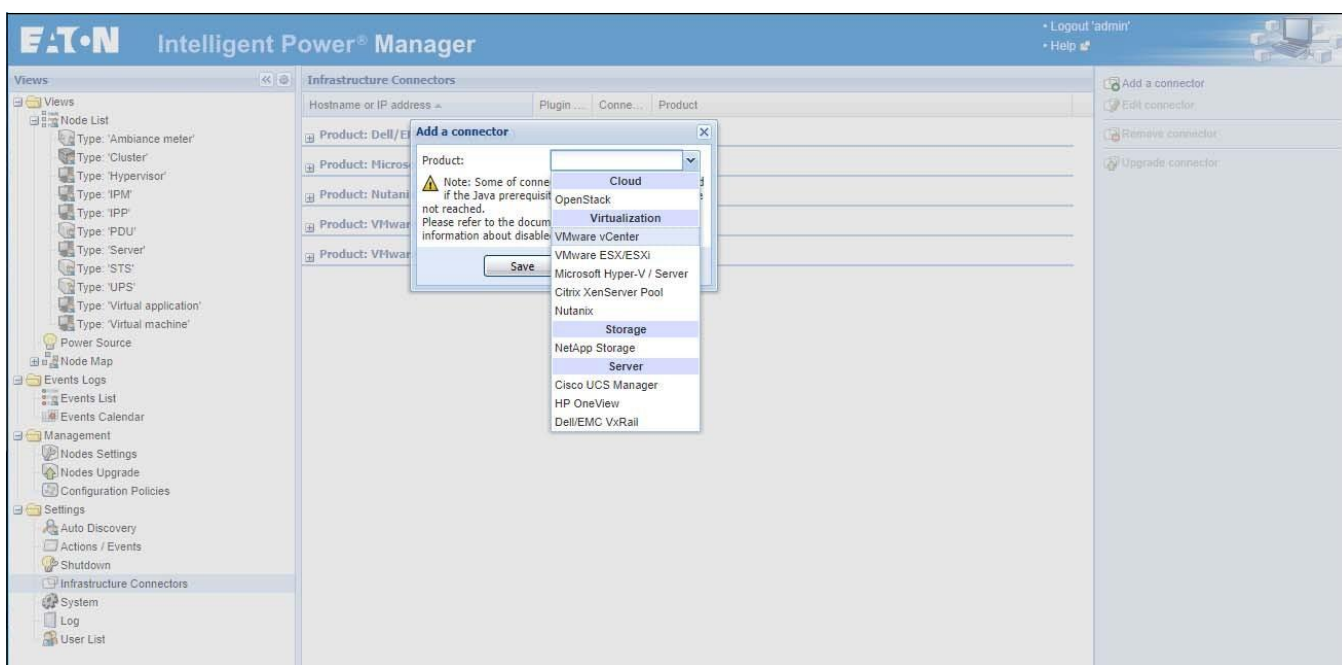 EATON Intelligent Power® Manager
• Logout 'admin'
• Help
Views
Views
Node List
Type: 'Ambiance meter'
Type: 'Cluster'
Type: 'Hypervisor'
Type: 'IPM'
Type: 'IPP'
Type: 'PDU'
Type: 'Server'
Type: 'STS'
Type: 'UPS'
Type: 'Virtual application'
Type: 'Virtual machine'
Power Source
Node Map
Events Logs
Events List
Events Calendar
Management
Nodes Settings
Nodes Upgrade
Configuration Policies
Settings
Auto Discovery
Actions / Events
Shutdown
Infrastructure Connectors
System
Log
User List
Infrastructure Connectors
Hostname or IP address Plugin ... Conne... Product
Product: Dell/E
Product: Micros
Product: Nutani
Product: VMwar
Product: VMwar
Add a connector
Product:
Note: Some of conne
if the Java prerequisit
not reached.
Please refer to the docum
information about disable
Save
Cloud
OpenStack
Virtualization
VMware vCenter
VMware ESX/ESXi
Microsoft Hyper-V / Server
Citrix XenServer Pool
Nutanix
Storage
NetApp Storage
Server
Cisco UCS Manager
HP OneView
Dell/EMC VxRail
Add a connector
Edit connector
Remove connector
Upgrade connector